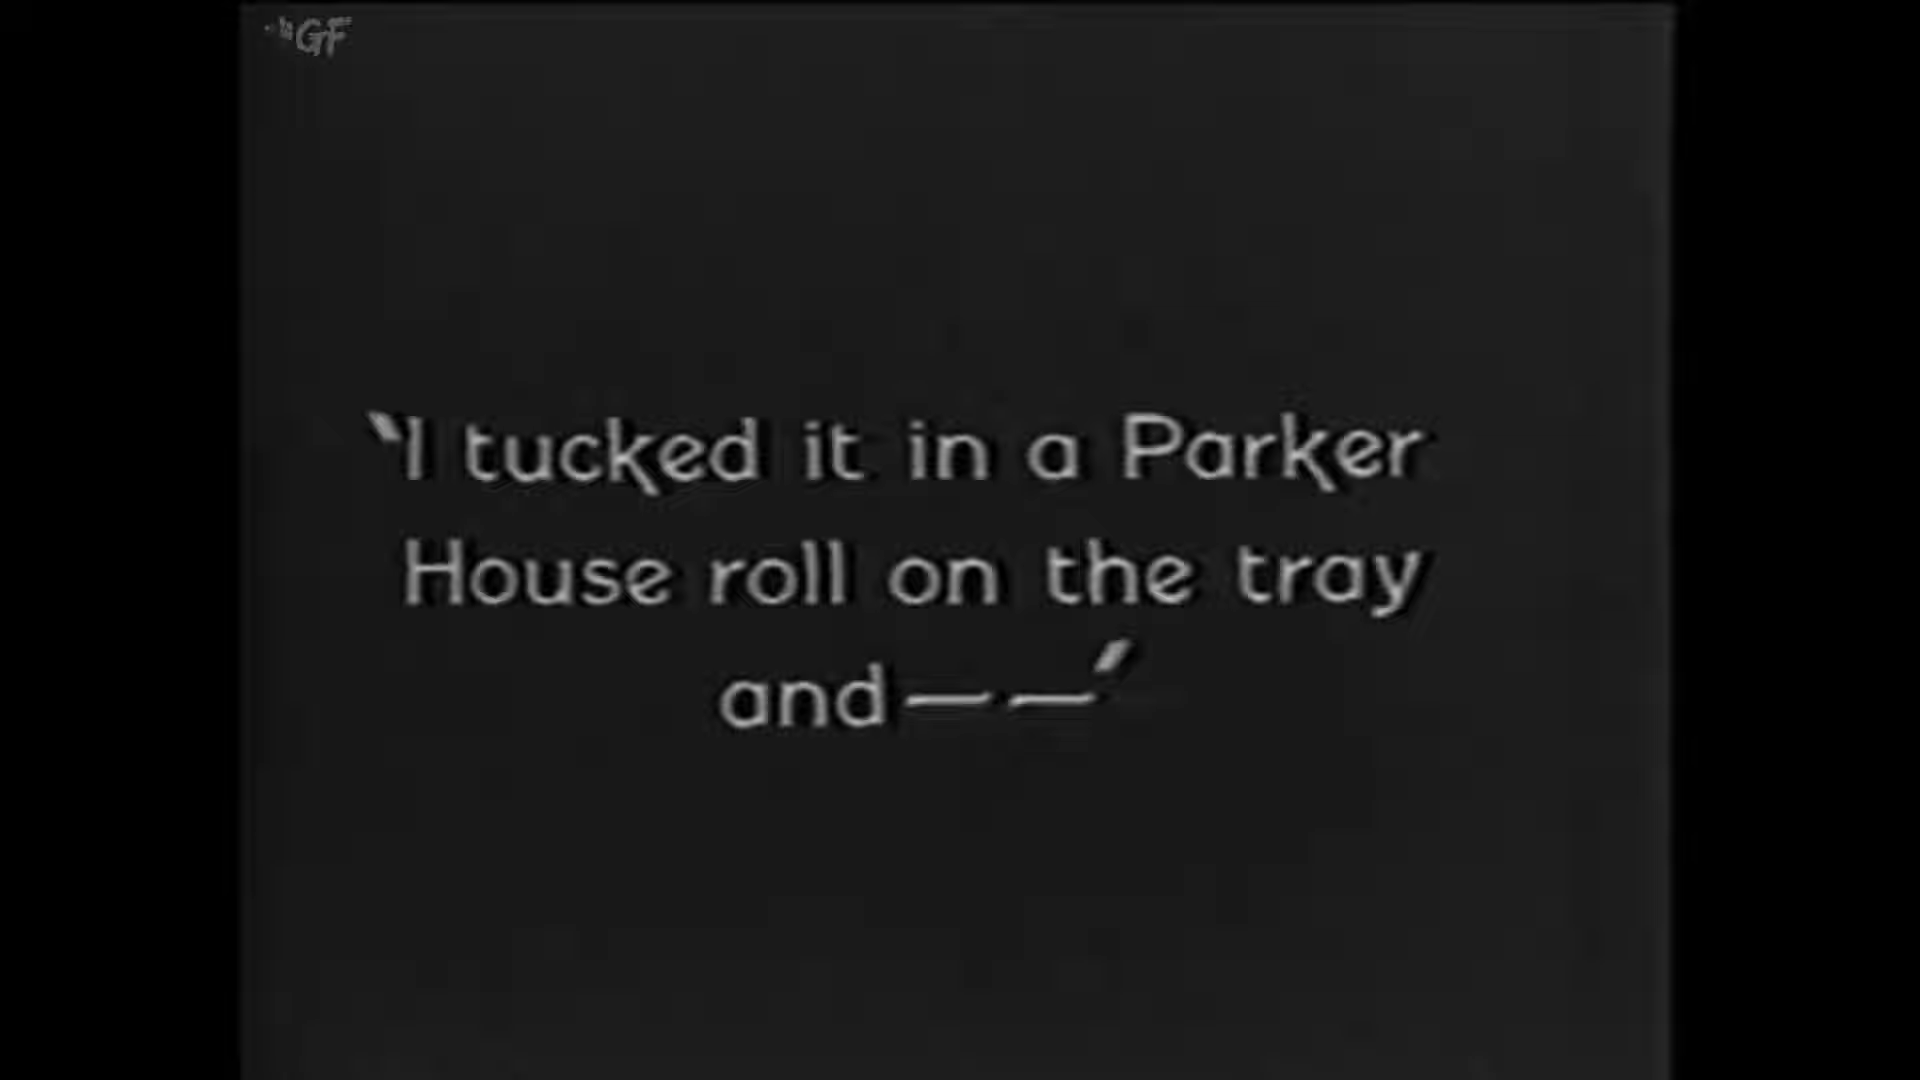 GF
‘I tucked it in a Parker
House roll on the tray
and — —’